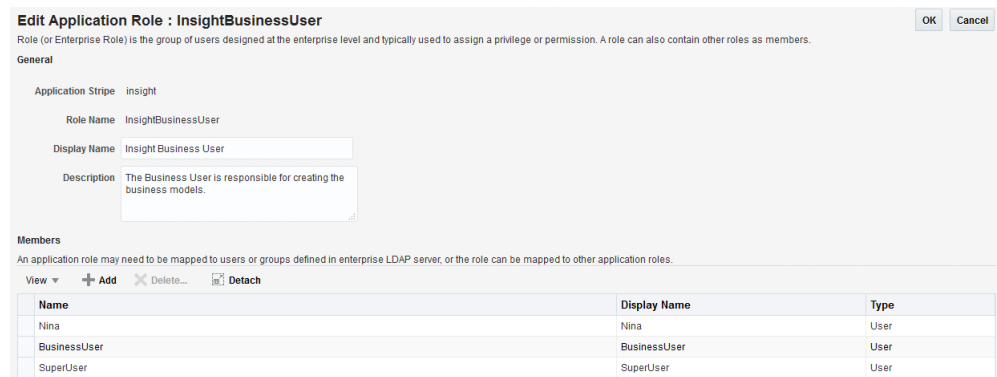 Edit Application Role : InsightBusinessUser
OK Cancel
Role (or Enterprise Role) is the group of users designed at the enterprise level and typically used to assign a privilege or permission. A role can also contain other roles as members.
General
Application Stripe insight
Role Name InsightBusinessUser
Display Name Insight Business User
Description The Business User is responsible for creating the
business models.
Members
An application role may need to be mapped to users or groups defined in enterprise LDAP server, or the role can be mapped to other application roles.
View Add Delete... Detach
Name Display Name Type
Nina Nina User
BusinessUser BusinessUser User
SuperUser SuperUser User